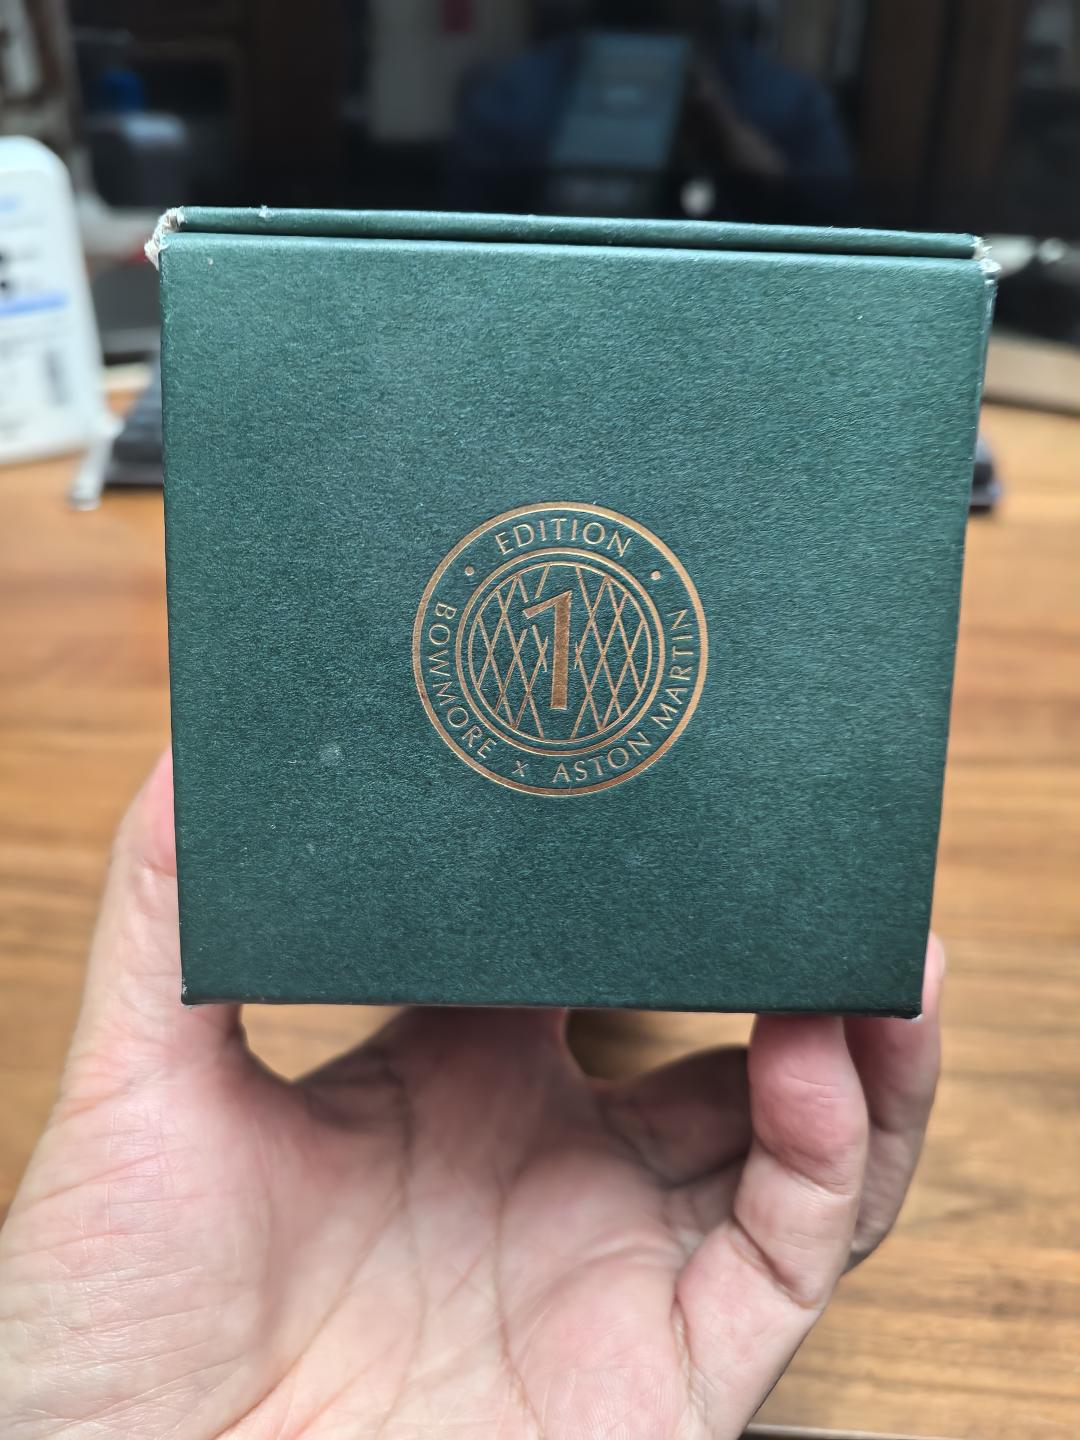 EDITION
1
BOWMORE x ASTON MARTIN